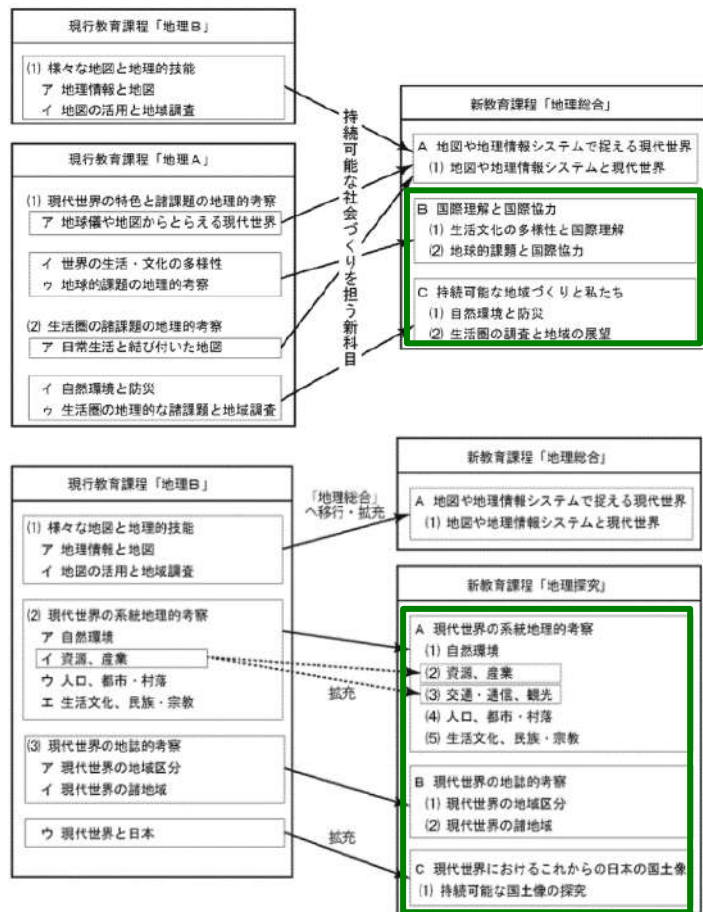 現行教育課程「地理B」
(1) 様々な地図と地理的技能
ア 地理情報と地図
イ 地図の活用と地域調査
現行教育課程「地理A」
(1) 現代世界の特色と諸課題の地理的考察
ア 地球儀や地図からとらえる現代世界
イ 世界の生活・文化の多様性
ゥ 地球的課題の地理的考察
(2) 生活圏の諸課題の地理的考察
ア 日常生活と結び付いた地図
イ 自然環境と防災
ゥ 生活圏の地理的な諸課題と地域調査
持続可能な社会づくりを担う新科目
新教育課程「地理総合」
A 地図や地理情報システムで捉える現代世界
(1) 地図や地理情報システムと現代世界
B 国際理解と国際協力
(1) 生活文化の多様性と国際理解
(2) 地球的課題と国際協力
C 持続可能な地域づくりと私たち
(1) 自然環境と防災
(2) 生活圏の調査と地域の展望
現行教育課程「地理B」
(1) 様々な地図と地理的技能
ア 地理情報と地図
イ 地図の活用と地域調査
(2) 現代世界の系統地理的考察
ア 自然環境
イ 資源、産業
ウ 人口、都市・村落
エ 生活文化、民族・宗教
(3) 現代世界の地誌的考察
ア 現代世界の地域区分
イ 現代世界の諸地域
ウ 現代世界と日本
「地理総合」
へ移行・拡充
拡充
拡充
新教育課程「地理総合」
A 地図や地理情報システムで捉える現代世界
(1) 地図や地理情報システムと現代世界
新教育課程「地理探究」
A 現代世界の系統地理的考察
(1) 自然環境
(2) 資源、産業
(3) 交通・通信、観光
(4) 人口、都市・村落
(5) 生活文化、民族・宗教
B 現代世界の地誌的考察
(1) 現代世界の地域区分
(2) 現代世界の諸地域
C 現代世界におけるこれからの日本の国土像
(1) 持続可能な国土像の探究